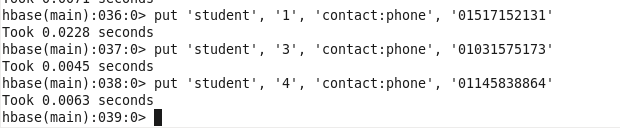 Took 0.0071 seconds
hbase(main):036:0> put 'student', '1', 'contact:phone', '01517152131'
Took 0.0228 seconds
hbase(main):037:0> put 'student', '3', 'contact:phone', '01031575173'
Took 0.0045 seconds
hbase(main):038:0> put 'student', '4', 'contact:phone', '01145838864'
Took 0.0063 seconds
hbase(main):039:0>